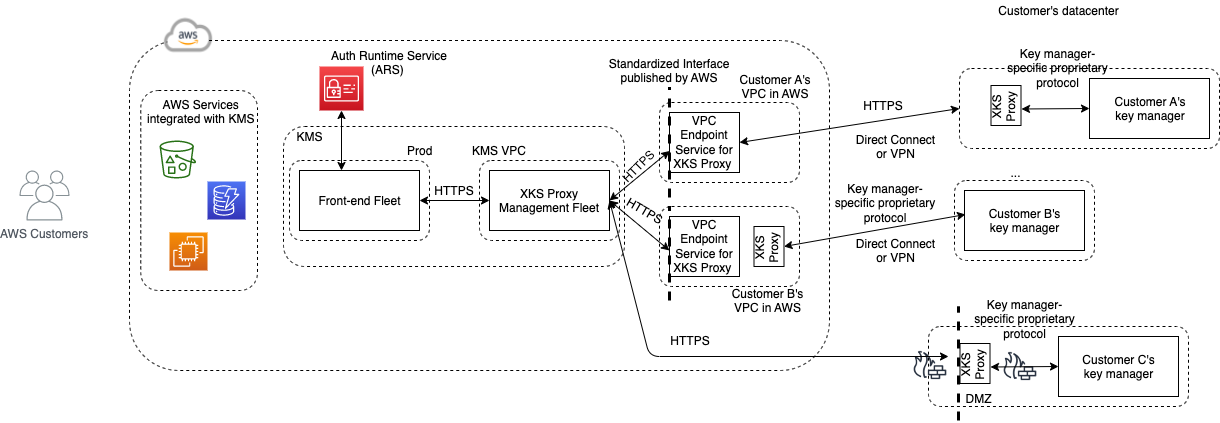 Customer's datacenter
aws
Auth Runtime Service
(ARS)
Standardized Interface
published by AWS
Customer A's
VPC in AWS
Key manager-
specific proprietary
protocol
AWS Services
integrated with KMS
KMS
Prod
KMS VPC
Front-end Fleet
HTTPS
XKS Proxy
Management Fleet
HTTPS
HTTPS
VPC
Endpoint
Service for
XKS Proxy
HTTPS
Direct Connect
or VPN
XKS
Proxy
Customer A's
key manager
...
AWS Customers
VPC
Endpoint
Service for
XKS Proxy
XKS
Proxy
Customer B's
VPC in AWS
Key manager-
specific proprietary
protocol
Direct Connect
or VPN
Customer B's
key manager
HTTPS
Key manager-
specific proprietary
protocol
XKS
Proxy
DMZ
Customer C's
key manager